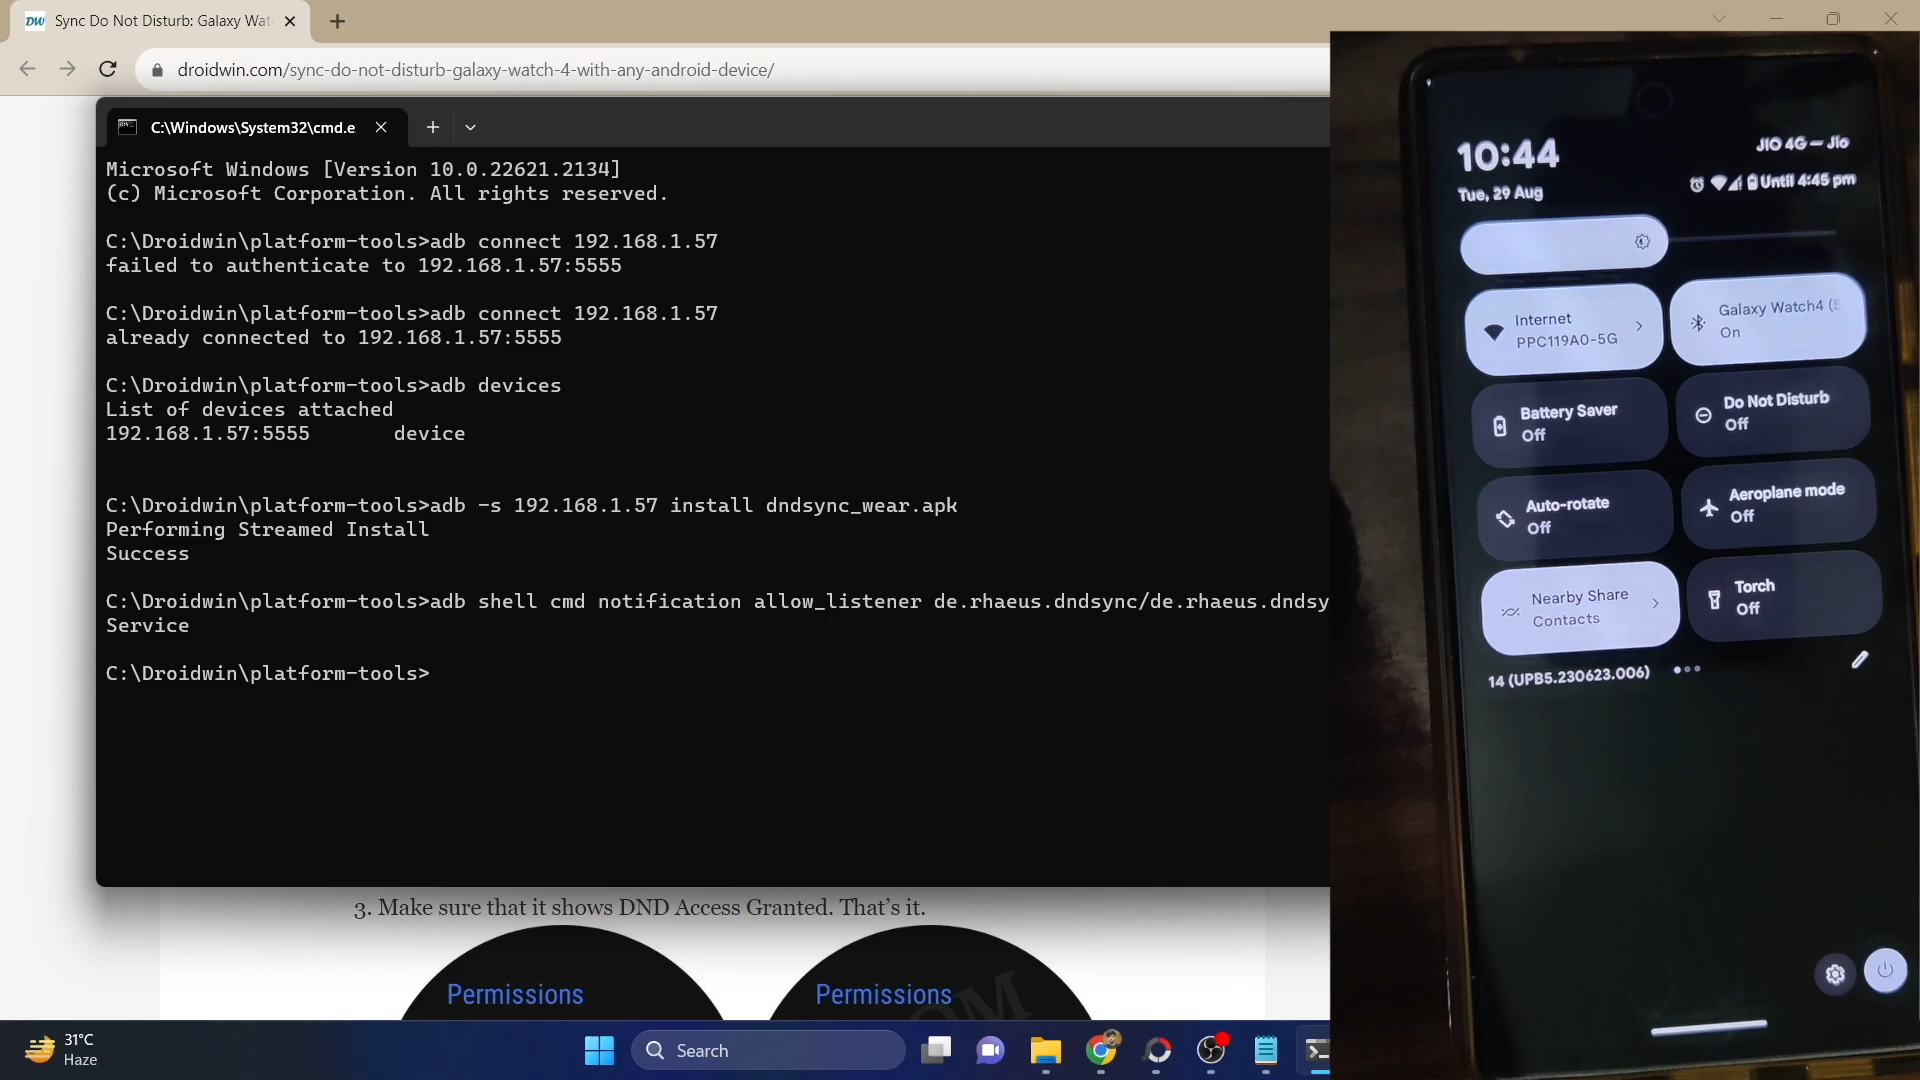 Sync Do Not Disturb: Galaxy Wat
droidwin.com/sync-do-not-disturb-galaxy-watch-4-with-any-android-device/
C:\Windows\System32\cmd.e
Microsoft Windows [Version 10.0.22621.2134]
(c) Microsoft Corporation. All rights reserved.
C:\Droidwin\platform-tools>adb connect 192.168.1.57
failed to authenticate to 192.168.1.57:5555
C:\Droidwin\platform-tools>adb connect 192.168.1.57
already connected to 192.168.1.57:5555
C:\Droidwin\platform-tools>adb devices
List of devices attached
192.168.1.57:5555 device
C:\Droidwin\platform-tools>adb -s 192.168.1.57 install dndsync_wear.apk
Performing Streamed Install
Success
C:\Droidwin\platform-tools>adb shell cmd notification allow_listener de.rhaeus.dndsync/de.rhaeus.dndsy
Service
C:\Droidwin\platform-tools>
3. Make sure that it shows DND Access Granted. That's it.
Permissions
Permissions
31°C
Haze
Search
10:44
JIO 4G — Jio
Tue, 29 Aug
Until 4:45 pm
Internet
PPC119A0-5G
Galaxy Watch4 (5
On
Battery Saver
Off
Do Not Disturb
Off
Auto-rotate
Off
Aeroplane mode
Off
Nearby Share
Contacts
Torch
Off
14 (UPB5.230623.006)